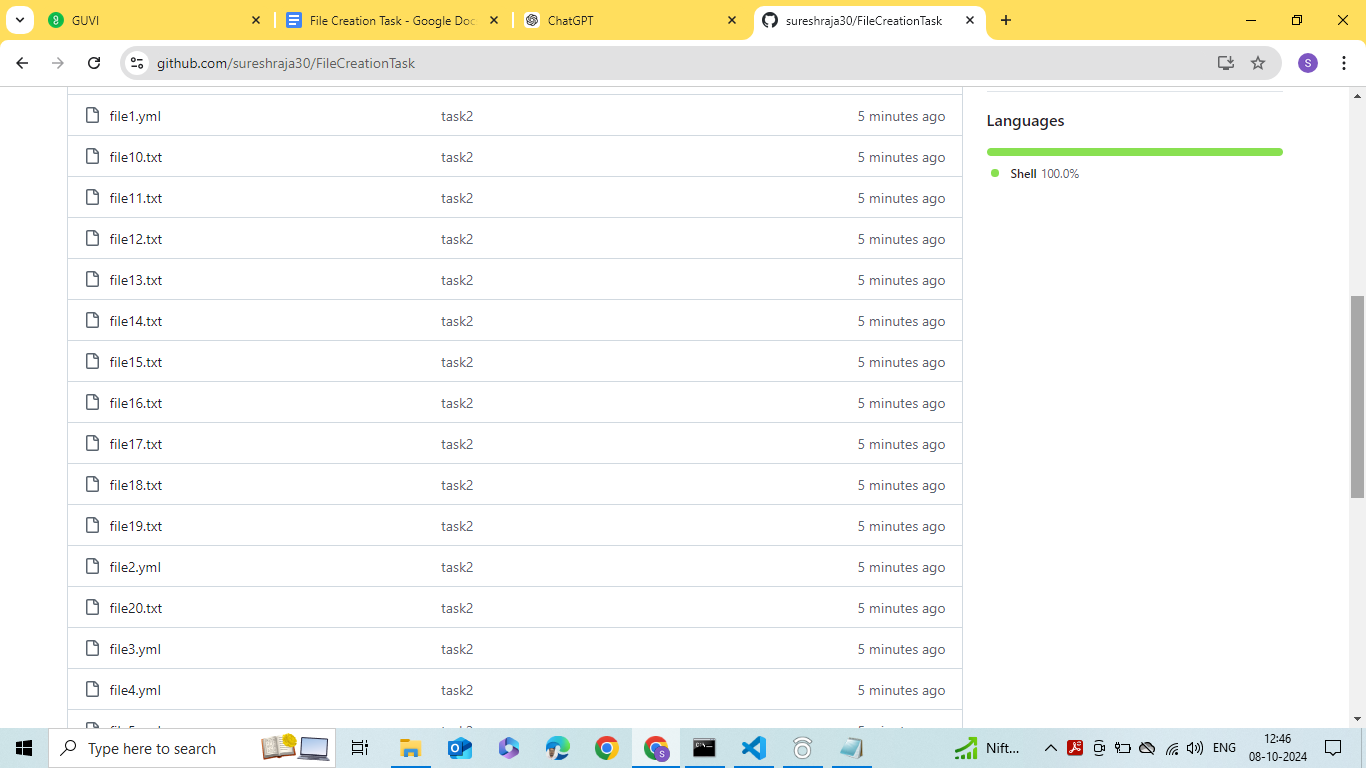 GUVI
File Creation Task - Google Doc
ChatGPT
sureshraja30/FileCreationTask
github.com/sureshraja30/FileCreationTask
S
file1.yml task2 5 minutes ago
file10.txt task2 5 minutes ago
file11.txt task2 5 minutes ago
file12.txt task2 5 minutes ago
file13.txt task2 5 minutes ago
file14.txt task2 5 minutes ago
file15.txt task2 5 minutes ago
file16.txt task2 5 minutes ago
file17.txt task2 5 minutes ago
file18.txt task2 5 minutes ago
file19.txt task2 5 minutes ago
file2.yml task2 5 minutes ago
file20.txt task2 5 minutes ago
file3.yml task2 5 minutes ago
file4.yml task2 5 minutes ago
Languages
Shell 100.0%
Type here to search
S
Nift...
ENG
12:46
08-10-2024